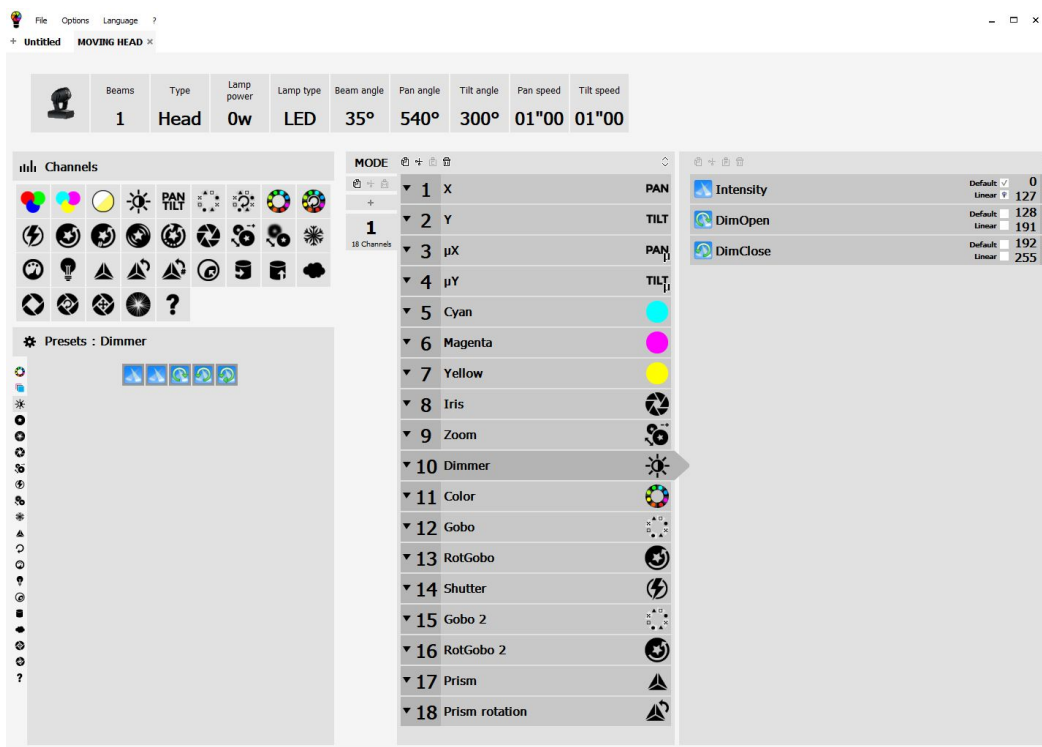 File Options Language ?
+ Untitled MOVING HEAD ×
Beams Type Lamp power Lamp type Beam angle Pan angle Tilt angle Pan speed Tilt speed
1 Head 0w LED 35° 540° 300° 01"00 01"00
Channels
PAN TILT
Presets : Dimmer
?
MODE
+
1
18 Channels
1 X PAN
2 Y TILT
3 µX PAN µ
4 µY TILT µ
5 Cyan
6 Magenta
7 Yellow
8 Iris
9 Zoom
10 Dimmer
11 Color
12 Gobo
13 RotGobo
14 Shutter
15 Gobo 2
16 RotGobo 2
17 Prism
18 Prism rotation
Intensity Default 0
Linear 127
DimOpen Default 128
Linear 191
DimClose Default 192
Linear 255